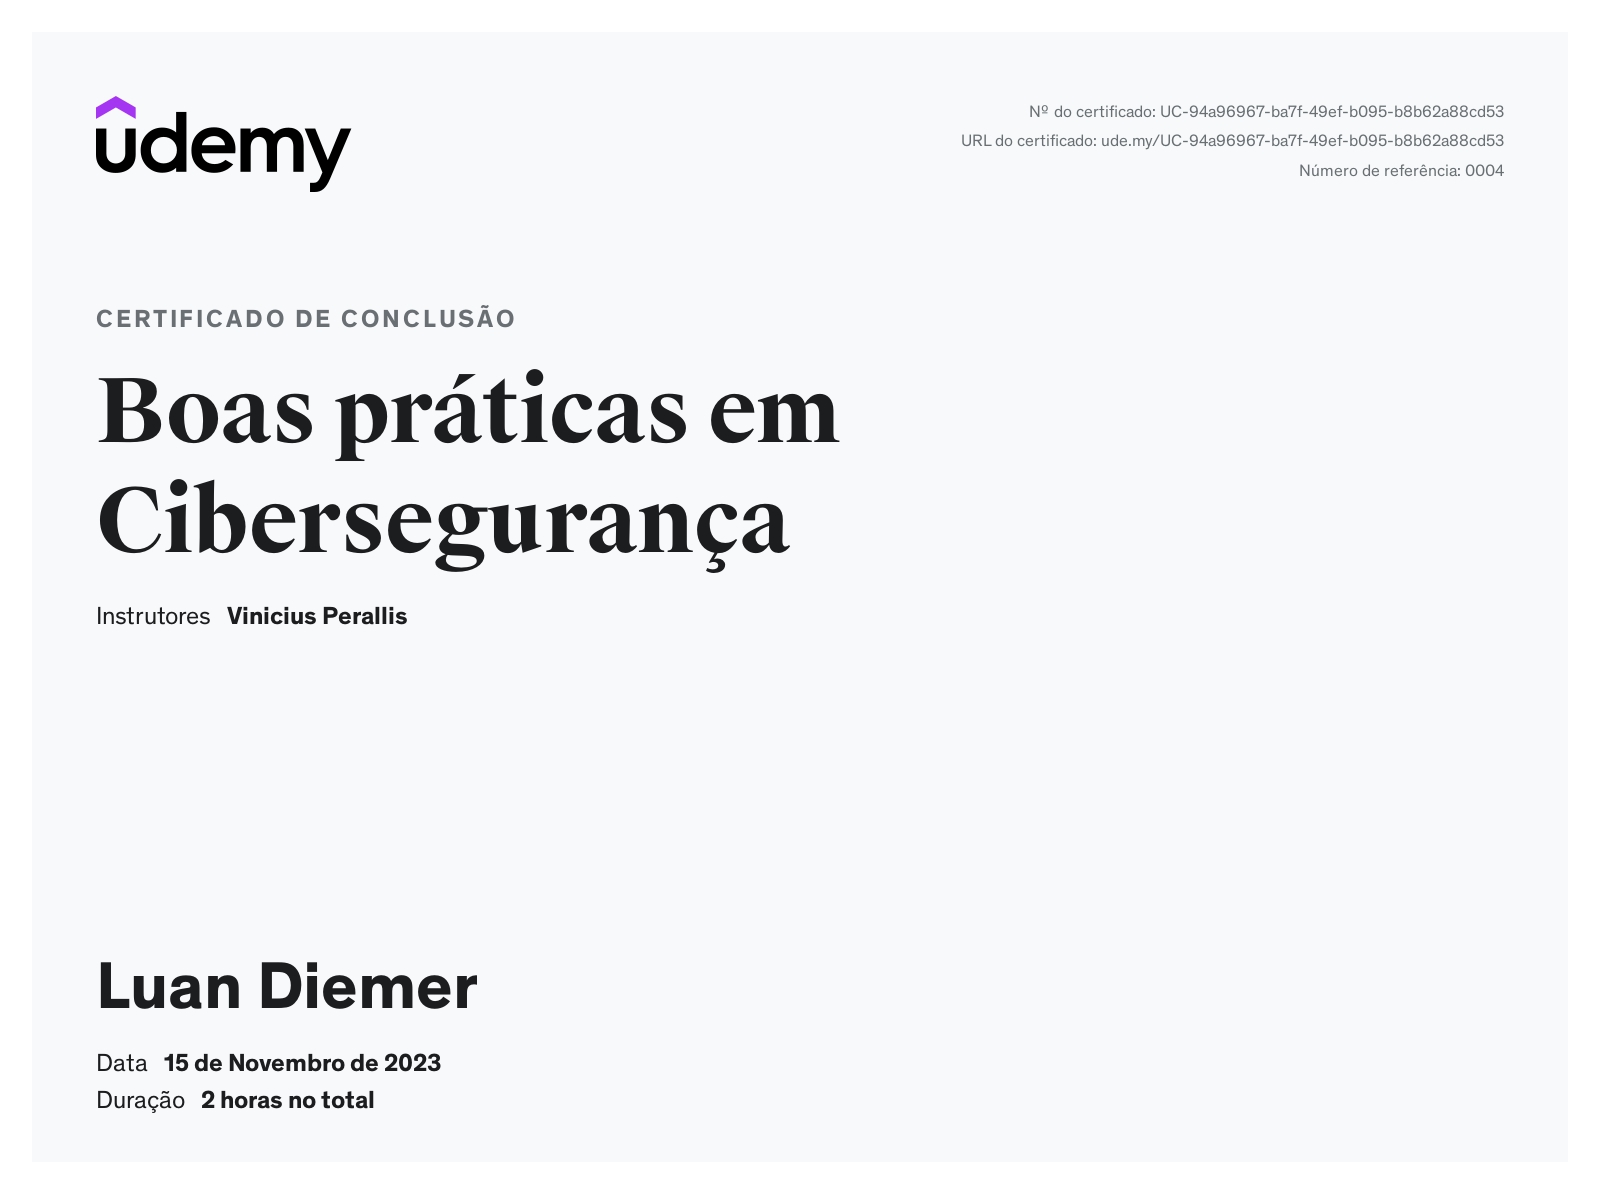 udemy
Nº do certificado: UC-94a96967-ba7f-49ef-b095-b8b62a88cd53
URL do certificado: ude.my/UC-94a96967-ba7f-49ef-b095-b8b62a88cd53
Número de referência: 0004
CERTIFICADO DE CONCLUSÃO
Boas práticas em
Cibersegurança
Instrutores Vinicius Perallis
Luan Diemer
Data 15 de Novembro de 2023
Duração 2 horas no total